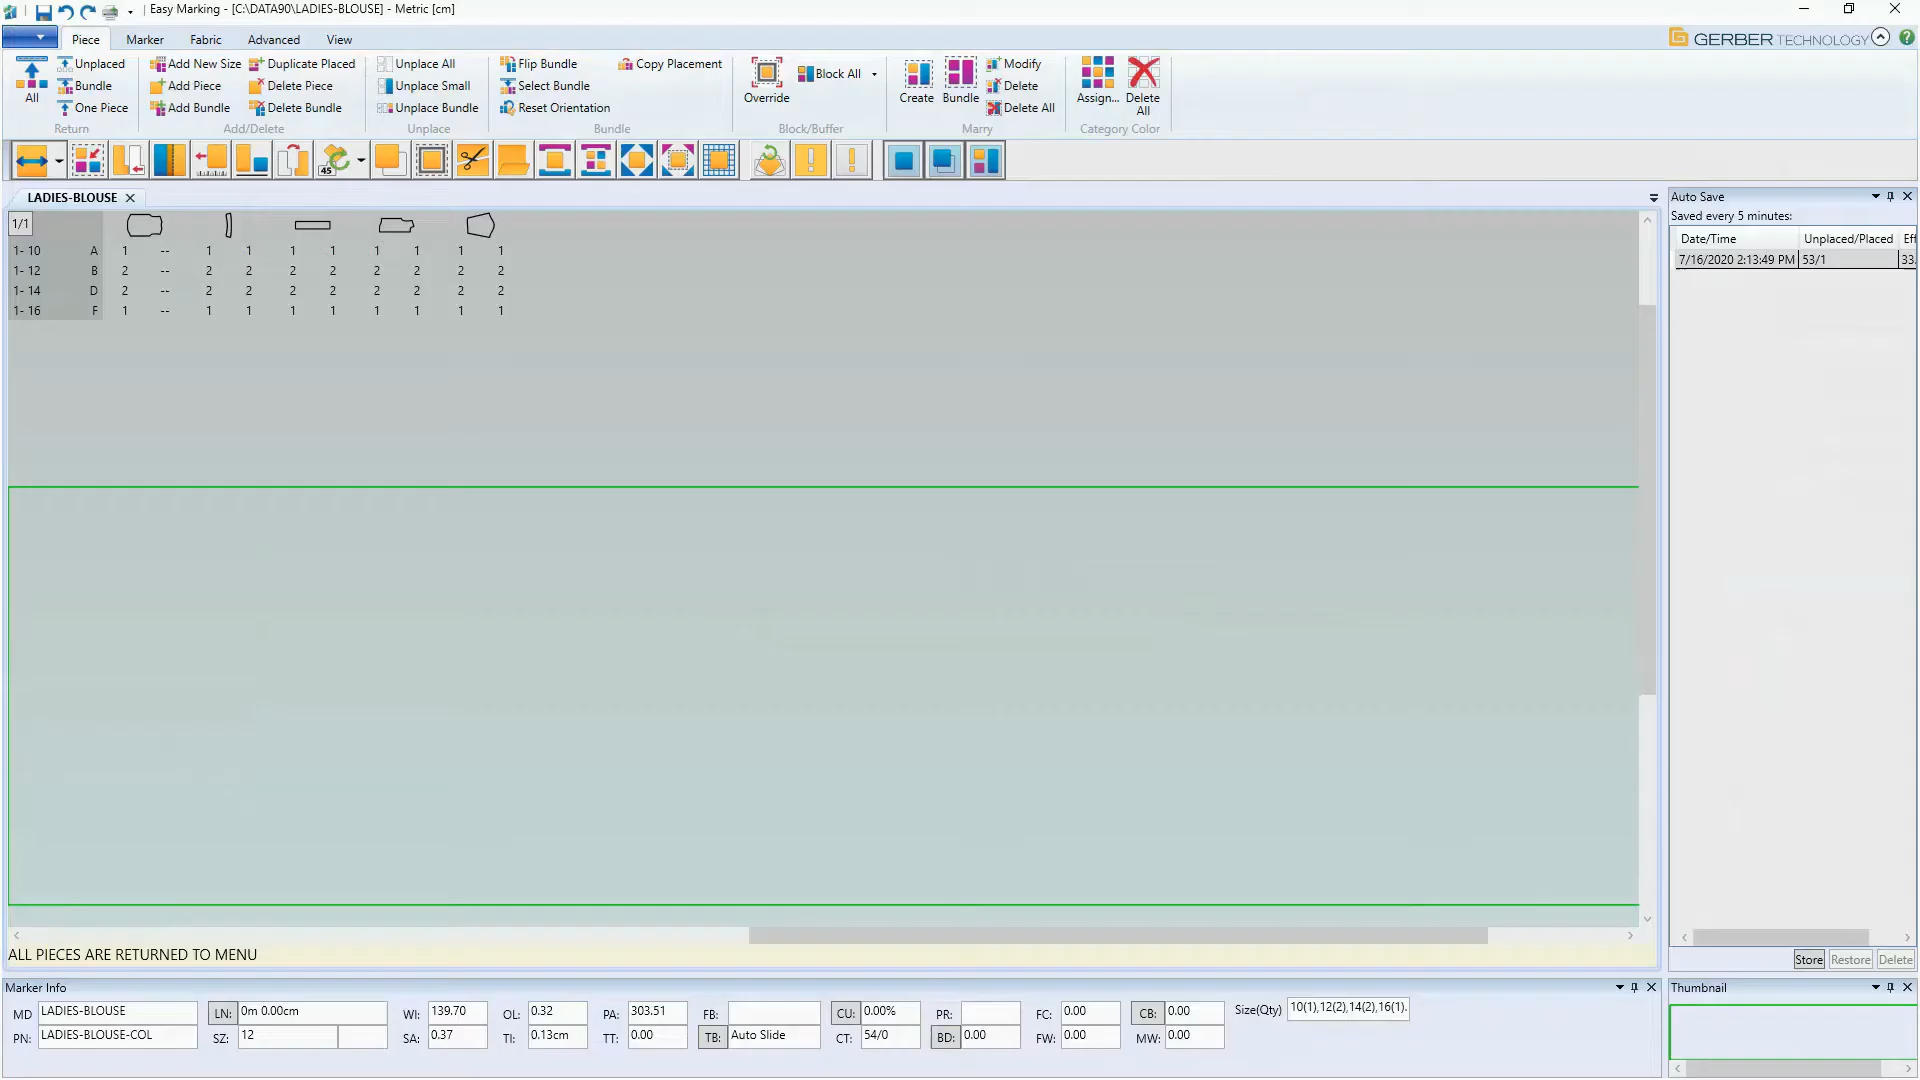 Easy Marking - [C:\DATA90\LADIES-BLOUSE] - Metric [cm]
Piece Marker Fabric Advanced View
GERBER TECHNOLOGY
All
Unplaced
Bundle
One Piece
Return
Add New Size
Add Piece
Add Bundle
Duplicate Placed
Delete Piece
Delete Bundle
Add/Delete
Unplace All
Unplace Small
Unplace Bundle
Unplace
Flip Bundle
Select Bundle
Reset Orientation
Copy Placement
Bundle
Override
Block All
Block/Buffer
Create
Bundle
Modify
Delete
Delete All
Marry
Assign...
Delete All
Category Color
45
LADIES-BLOUSE
1/1
1- 10 A 1 -- 1 1 1 1 1 1 1 1
1- 12 B 2 -- 2 2 2 2 2 2 2 2
1- 14 D 2 -- 2 2 2 2 2 2 2 2
1- 16 F 1 -- 1 1 1 1 1 1 1 1
ALL PIECES ARE RETURNED TO MENU
Auto Save
Saved every 5 minutes:
Date/Time Unplaced/Placed Eff
7/16/2020 2:13:49 PM 53/1 33.
Store Restore Delete
Marker Info
MD LADIES-BLOUSE LN: 0m 0.00cm WI: 139.70 OL: 0.32 PA: 303.51 FB: CU: 0.00% PR: FC: 0.00 CB: 0.00 Size(Qty) 10(1),12(2),14(2),16(1).
PN: LADIES-BLOUSE-COL SZ: 12 SA: 0.37 TI: 0.13cm TT: 0.00 TB: Auto Slide CT: 54/0 BD: 0.00 FW: 0.00 MW: 0.00
Thumbnail